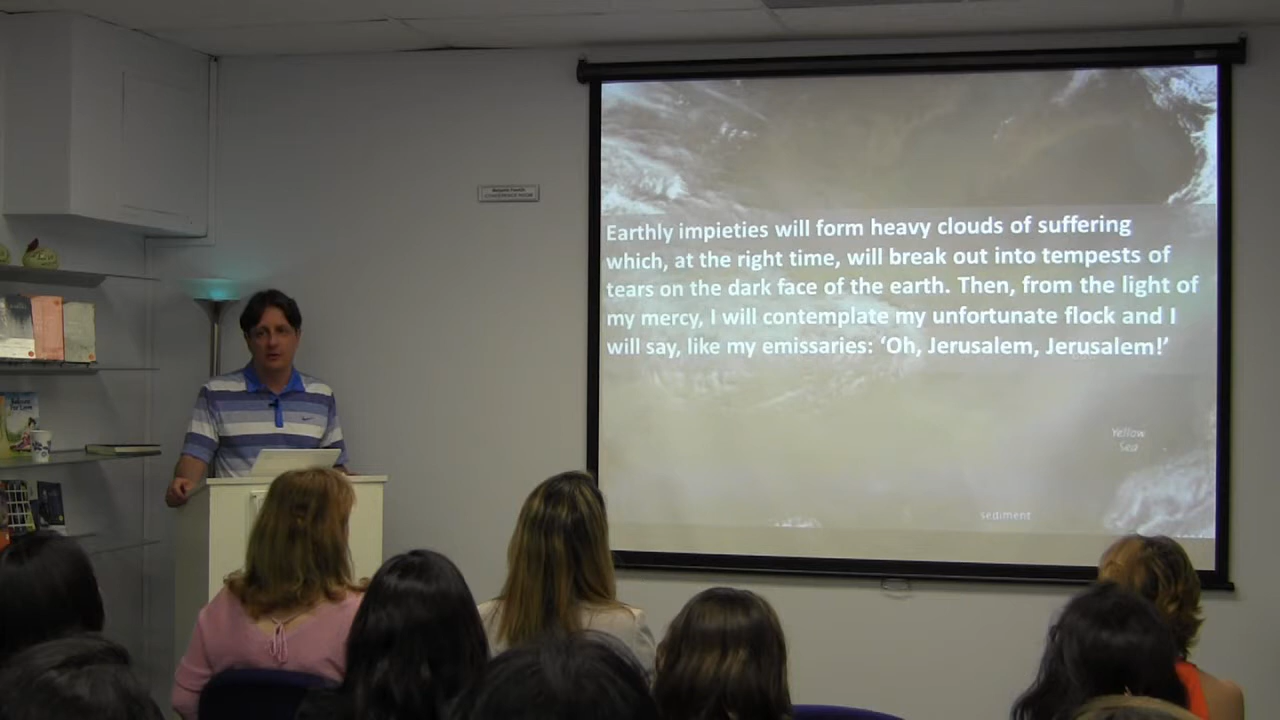 Earthly impieties will form heavy clouds of suffering
which, at the right time, will break out into tempests of
tears on the dark face of the earth. Then, from the light of
my mercy, I will contemplate my unfortunate flock and I
will say, like my emissaries: ‘Oh, Jerusalem, Jerusalem!’
Yellow
Sea
sediment